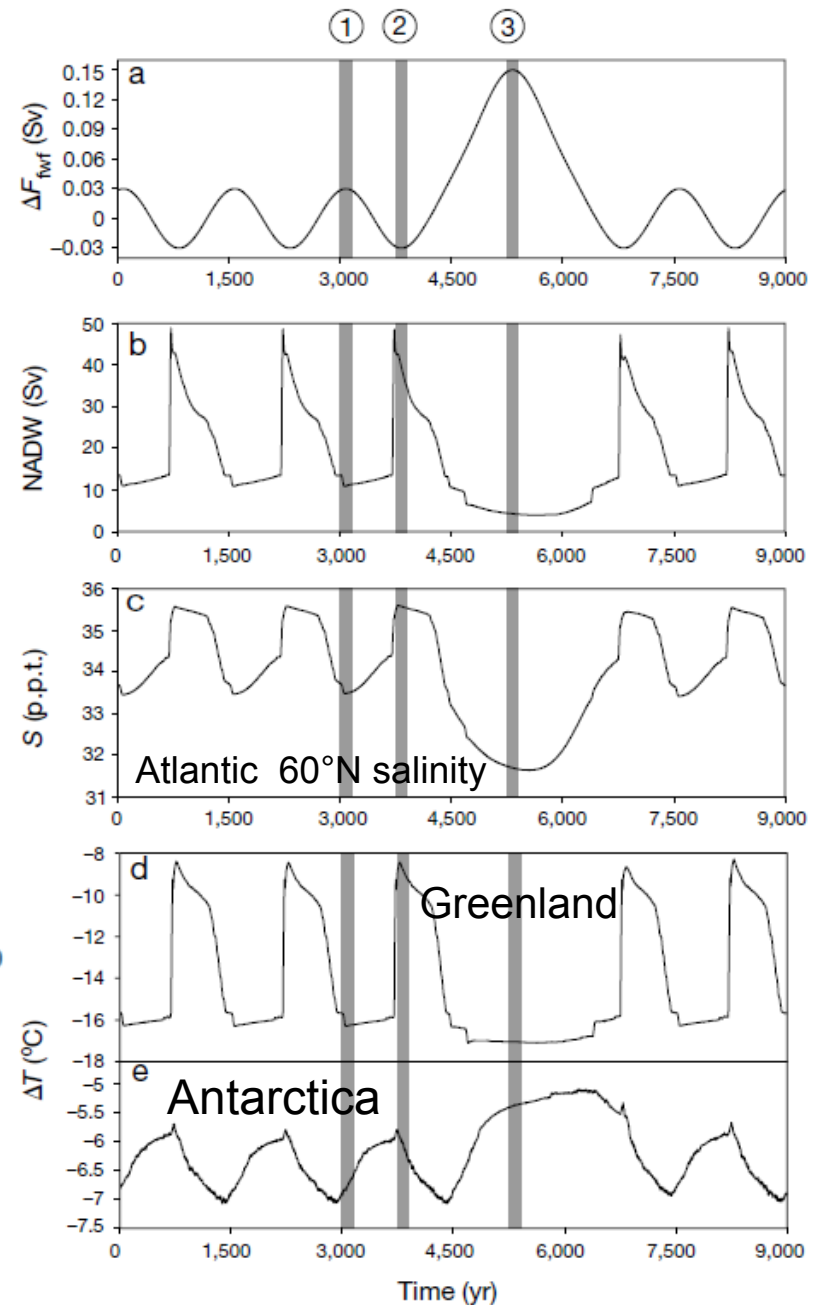 ① ② ③
a
ΔF_fwf (Sv)
0.15
0.12
0.09
0.06
0.03
0
−0.03
0 1,500 3,000 4,500 6,000 7,500 9,000
b
NADW (Sv)
50
40
30
20
10
0
0 1,500 3,000 4,500 6,000 7,500 9,000
c
S (p.p.t.)
36
35
34
33
32
31
Atlantic 60°N salinity
0 1,500 3,000 4,500 6,000 7,500 9,000
d
Greenland
−8
−10
−12
−14
−16
−18
ΔT (°C)
e
Antarctica
−5
−5.5
−6
−6.5
−7
−7.5
0 1,500 3,000 4,500 6,000 7,500 9,000
Time (yr)